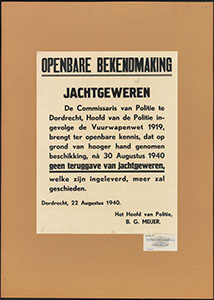 OPENBARE BEKENDMAKING
JACHTGEWEREN
De Commissaris van Politie te
Dordrecht, Hoofd van de Politie in-
gevolge de Vuurwapenwet 1919,
brengt ter openbare kennis, dat op
grond van hooger hand genomen
beschikking, nà 30 Augustus 1940
geen teruggave van jachtgeweren,
welke zijn ingeleverd, meer zal
geschieden.
Dordrecht, 22 Augustus 1940.
Het Hoofd van Politie,
B. G. MEIJER.